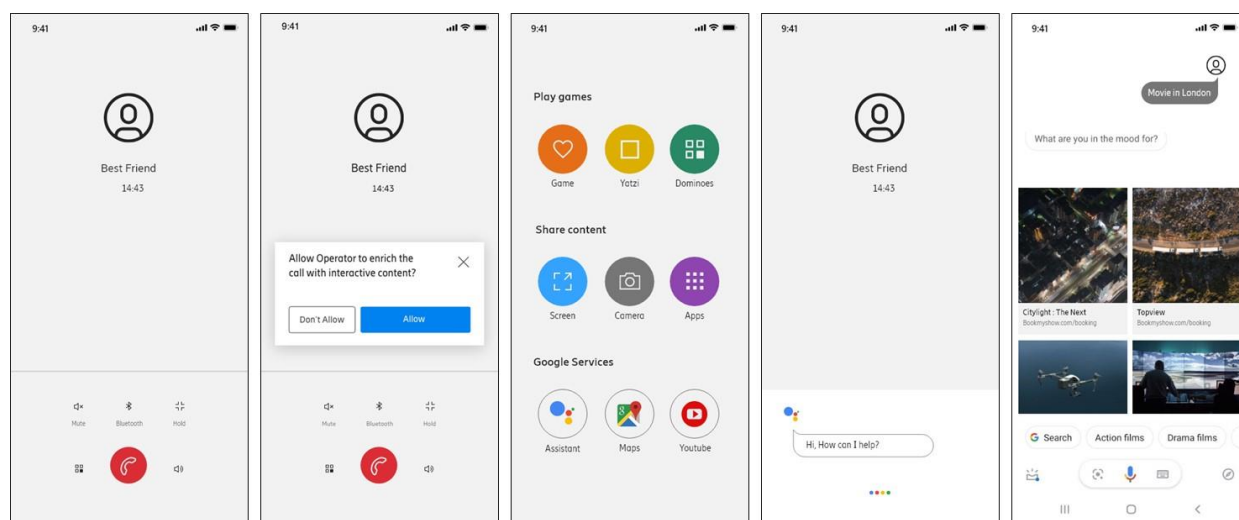 9:41
Best Friend
14:43
Mute Bluetooth Hold
9:41
Best Friend
14:43
Allow Operator to enrich the
call with interactive content?
Don't Allow Allow
Mute Bluetooth Hold
9:41
Play games
Game Yatzi Dominoes
Share content
Screen Camera Apps
Google Services
Assistant Maps Youtube
9:41
Best Friend
14:43
Hi, How can I help?
9:41
Movie in London
What are you in the mood for?
Citylight : The Next Topview
Bookmyshow.com/booking Bookmyshow.com/booking
G Search Action films Drama films